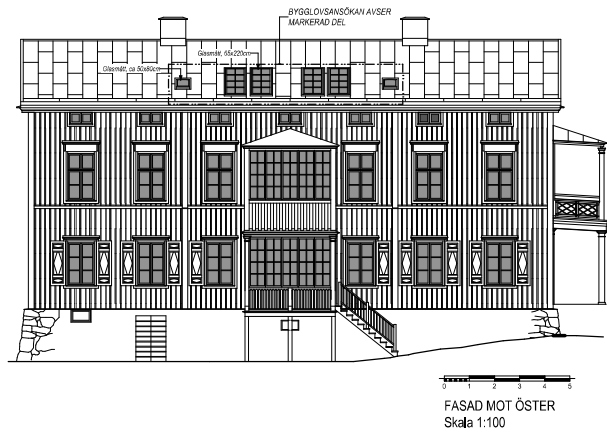 BYGGLOVSANSÖKAN AVSER
MARKERAD DEL
Glasmått, 55x220cm
Glasmått, ca 50x80cm
0 1 2 3 4 5
FASAD MOT ÖSTER
Skala 1:100